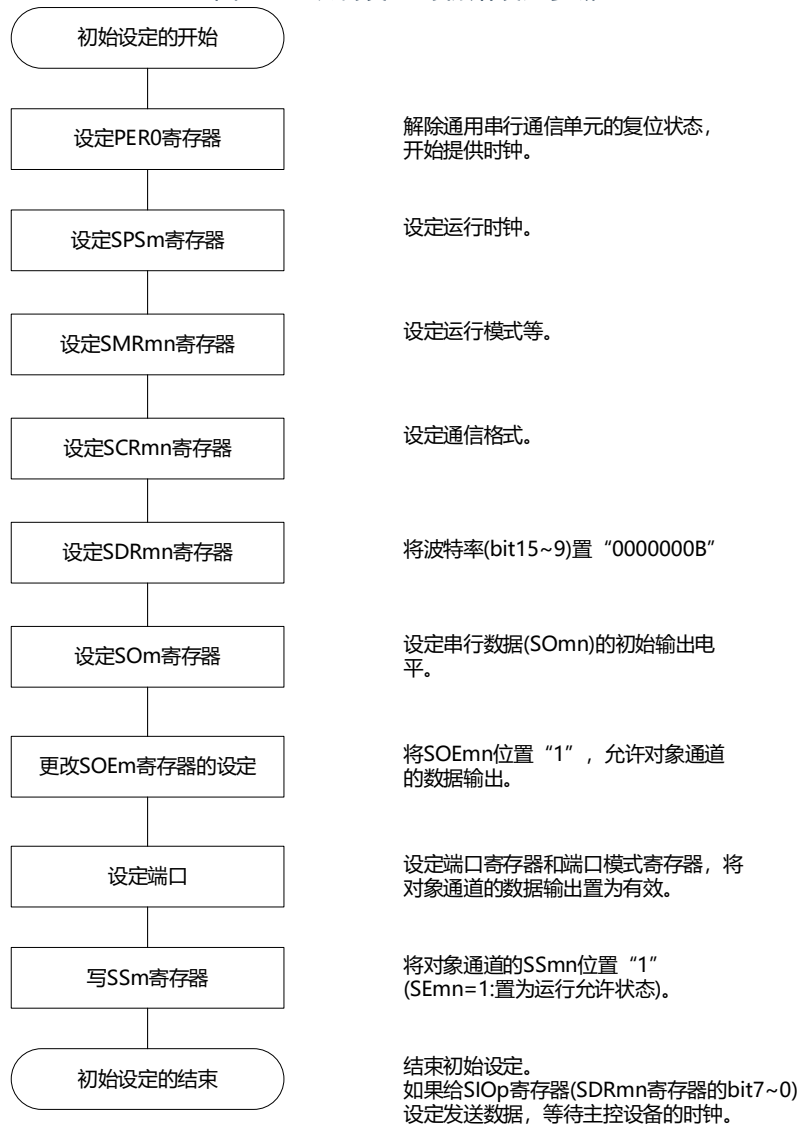 初始设定的开始
设定PER0寄存器
解除通用串行通信单元的复位状态，
开始提供时钟。
设定SPSm寄存器
设定运行时钟。
设定SMRmn寄存器
设定运行模式等。
设定SCRmn寄存器
设定通信格式。
设定SDRmn寄存器
将波特率(bit15~9)置“0000000B”
设定SOm寄存器
设定串行数据(SOmn)的初始输出电
平。
更改SOEm寄存器的设定
将SOEmn位置“1”，允许对象通道
的数据输出。
设定端口
设定端口寄存器和端口模式寄存器，将
对象通道的数据输出置为有效。
写SSm寄存器
将对象通道的SSmn位置“1”
(SEmn=1:置为运行允许状态)。
初始设定的结束
结束初始设定。
如果给SIOp寄存器(SDRmn寄存器的bit7~0)
设定发送数据，等待主控设备的时钟。